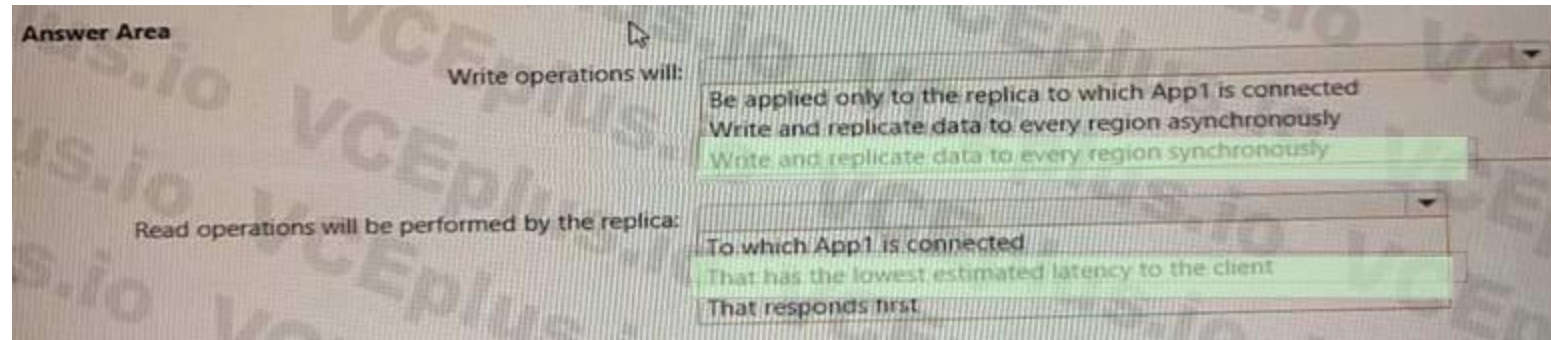 Answer Area
Write operations will:
Be applied only to the replica to which App1 is connected
Write and replicate data to every region asynchronously
Write and replicate data to every region synchronously
Read operations will be performed by the replica:
To which App1 is connected
That has the lowest estimated latency to the client
That responds first